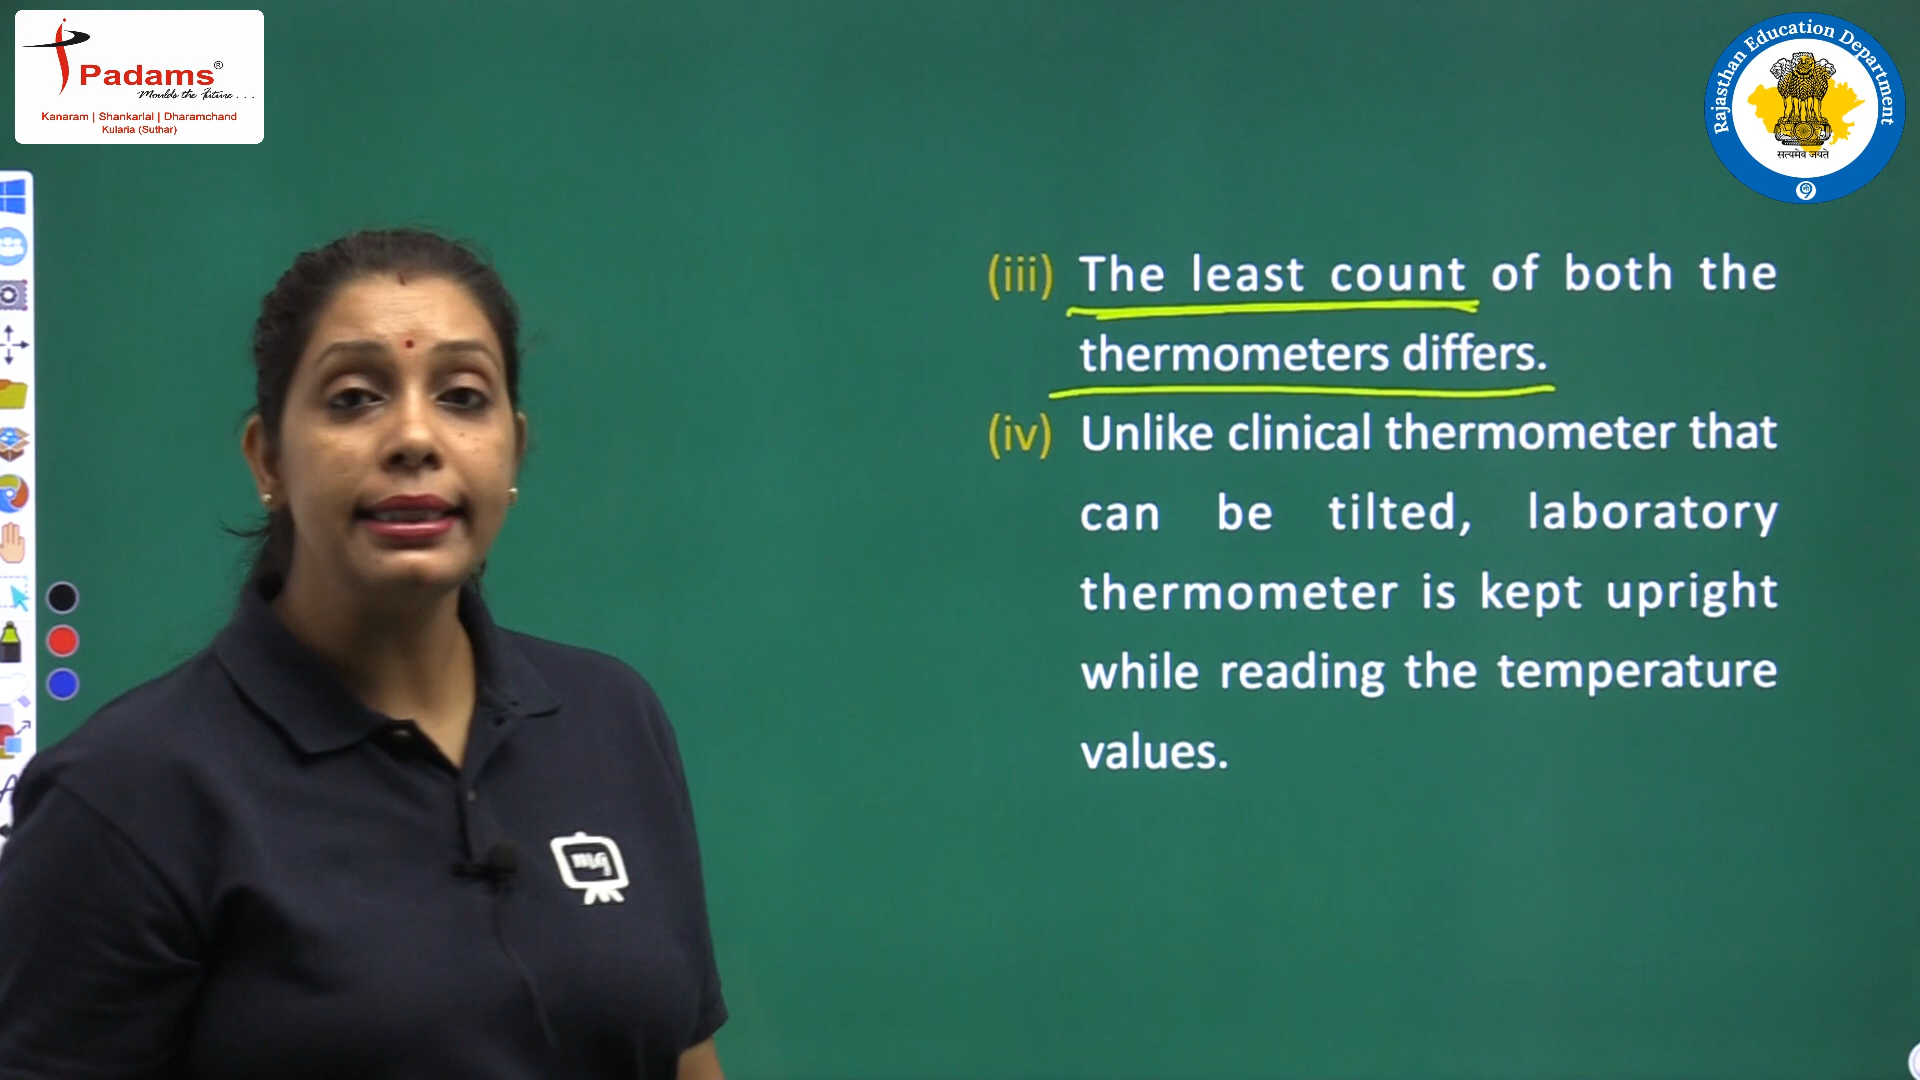 Padams®
Moulds the Future...
Kanaram | Shankarlal | Dharamchand
Kularia (Suthar)
Rajasthan Education Department
सत्यमेव जयते
(iii) The least count of both the
thermometers differs.
(iv) Unlike clinical thermometer that
can be tilted, laboratory
thermometer is kept upright
while reading the temperature
values.